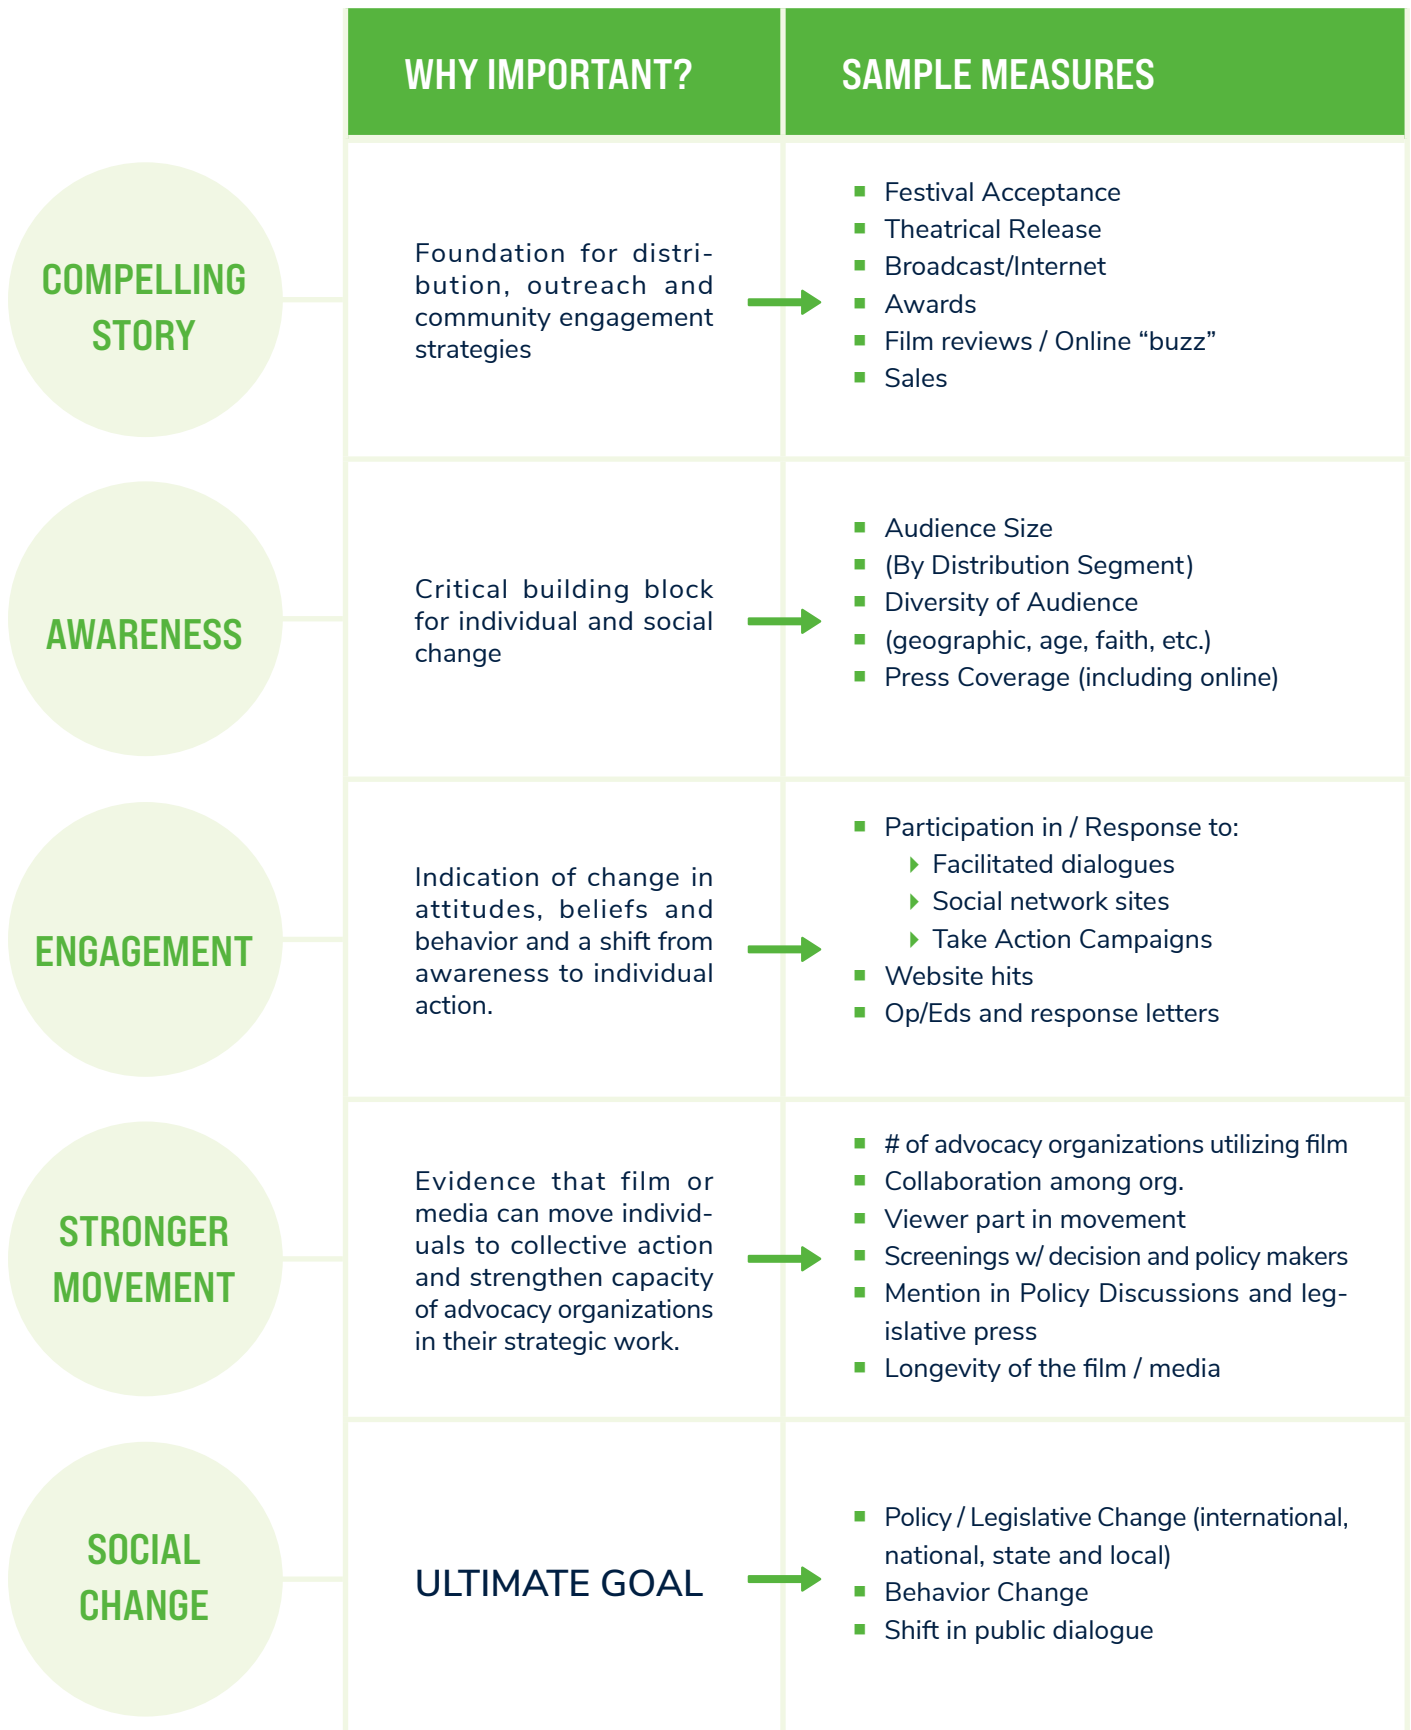 WHY IMPORTANT?
SAMPLE MEASURES
COMPELLING
STORY
Foundation for distri-
bution, outreach and
community engagement
strategies
Festival Acceptance
Theatrical Release
Broadcast/Internet
Awards
Film reviews / Online “buzz”
Sales
AWARENESS
Critical building block
for individual and social
change
Audience Size
(By Distribution Segment)
Diversity of Audience
(geographic, age, faith, etc.)
Press Coverage (including online)
ENGAGEMENT
Indication of change in
attitudes, beliefs and
behavior and a shift from
awareness to individual
action.
Participation in / Response to:
Facilitated dialogues
Social network sites
Take Action Campaigns
Website hits
Op/Eds and response letters
STRONGER
MOVEMENT
Evidence that film or
media can move individ-
uals to collective action
and strengthen capacity
of advocacy organizations
in their strategic work.
# of advocacy organizations utilizing film
Collaboration among org.
Viewer part in movement
Screenings w/ decision and policy makers
Mention in Policy Discussions and leg-
islative press
Longevity of the film / media
SOCIAL
CHANGE
ULTIMATE GOAL
Policy / Legislative Change (international,
national, state and local)
Behavior Change
Shift in public dialogue